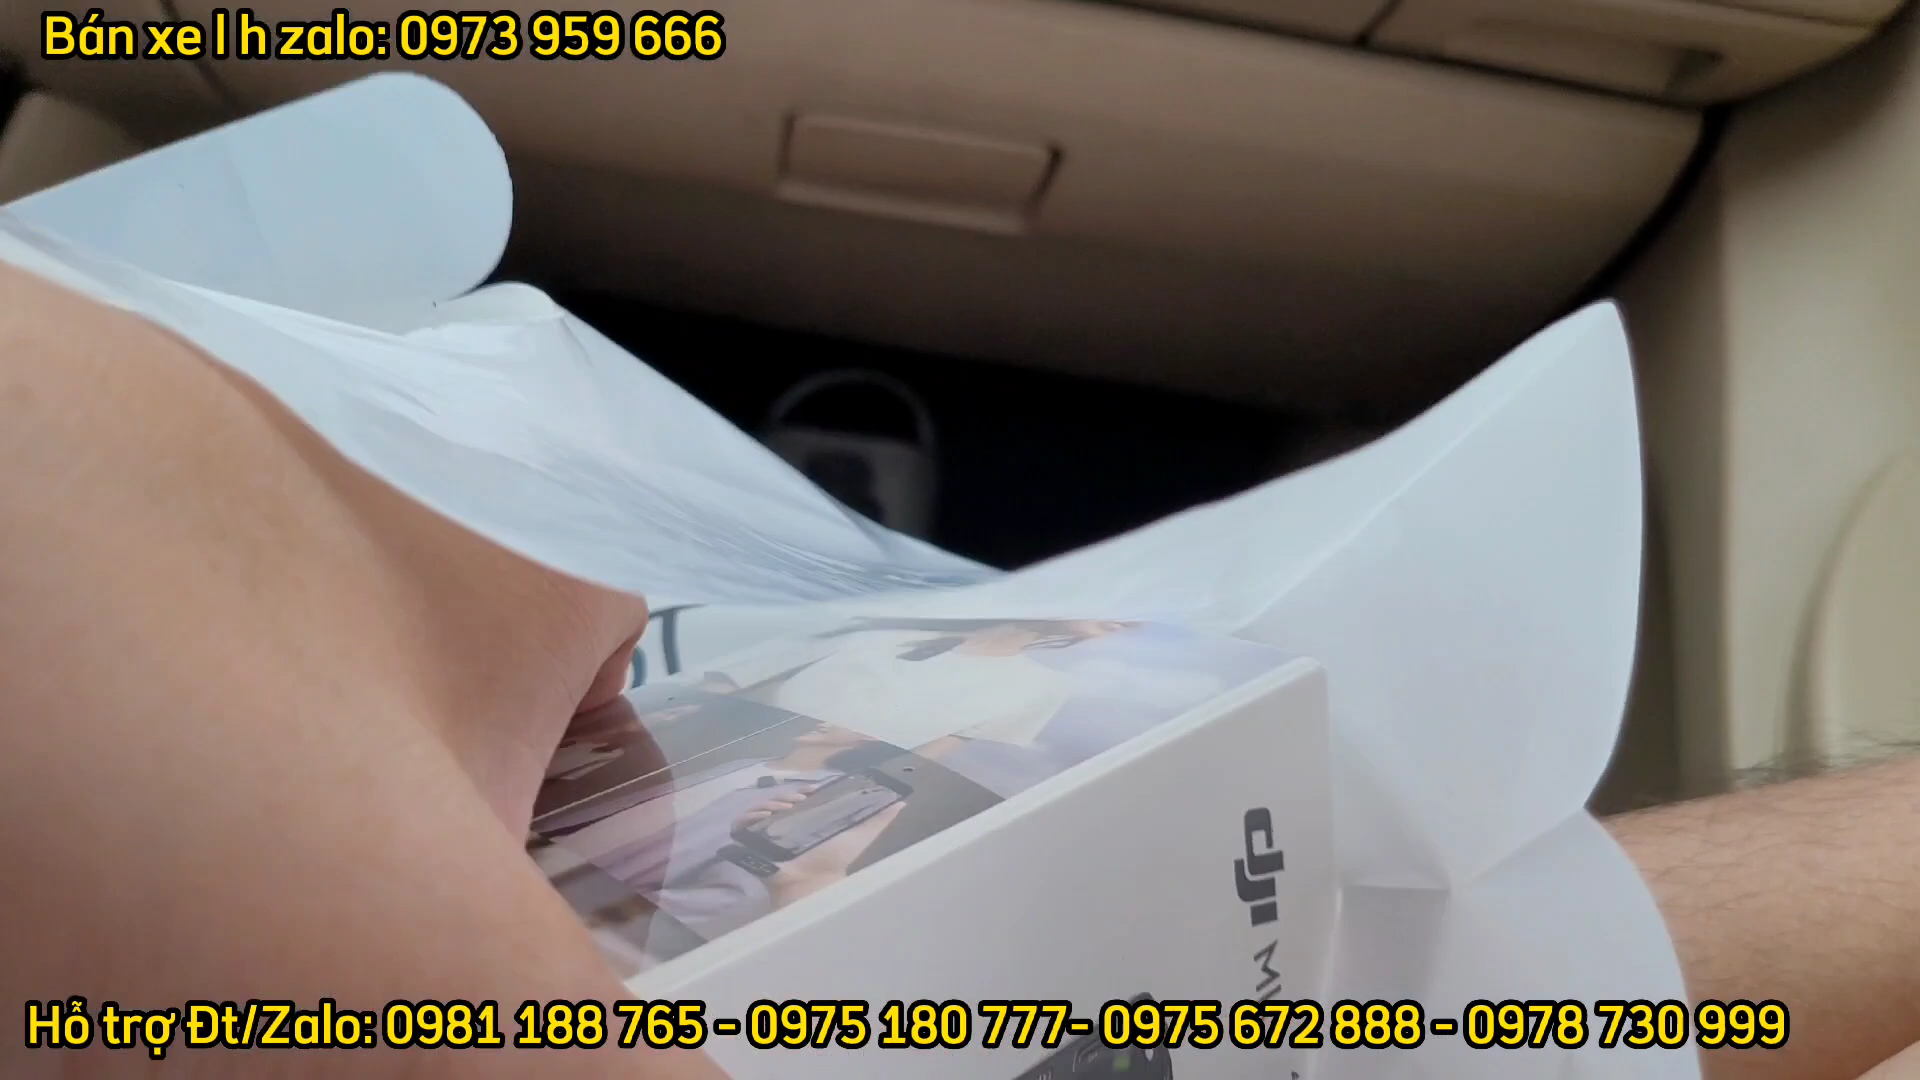 Bán xe l h zalo: 0973 959 666
dji
Hỗ trợ Đt/Zalo: 0981 188 765 - 0975 180 777- 0975 672 888 - 0978 730 999